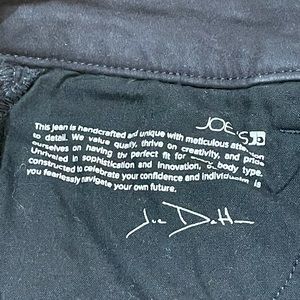 JOE'S
This jean is handcrafted and unique with meticulous attention
to detail. We value quality, thrive on creativity, and pride
ourselves on having the perfect fit for body type.
Unrivaled in sophistication and innovation,
constructed to celebrate your confidence and individualism
you fearlessly navigate your own future.
Joe